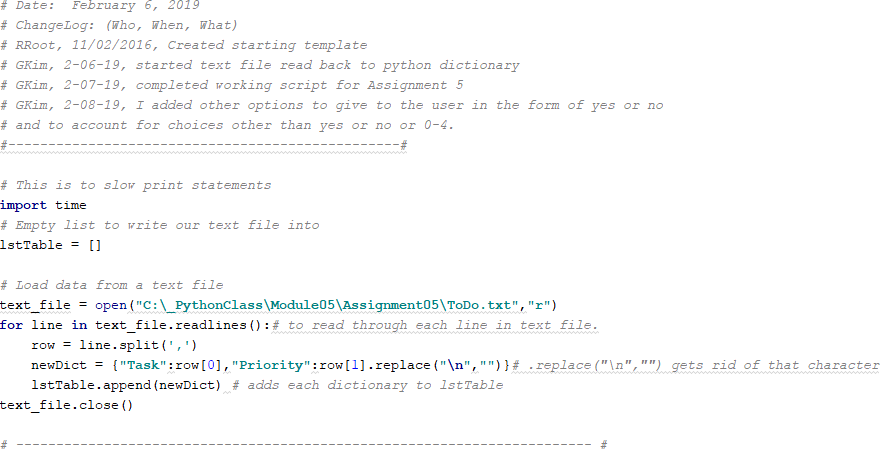 # Date:  February 6, 2019
# ChangeLog: (Who, When, What)
# RRoot, 11/02/2016, Created starting template
# GKim, 2-06-19, started text file read back to python dictionary
# GKim, 2-07-19, completed working script for Assignment 5
# GKim, 2-08-19, I added other options to give to the user in the form of yes or no
# and to account for choices other than yes or no or 0-4.
#-------------------------------------------------#
# This is to slow print statements
import time
# Empty list to write our text file into
lstTable = []
# Load data from a text file
text_file = open("C:\_PythonClass\Module05\Assignment05\ToDo.txt","r")
for line in text_file.readlines():# to read through each line in text file.
    row = line.split(',')
    newDict = {"Task":row[0],"Priority":row[1].replace("\n","")}# .replace("\n","") gets rid of that character
    lstTable.append(newDict) # adds each dictionary to lstTable
text_file.close()
# ------------------------------------------------------------------------ #